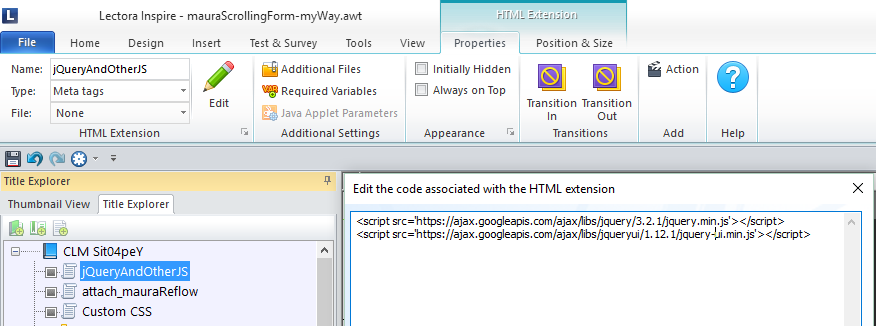 L Lectora Inspire - mauraScrollingForm-myWay.awt HTML Extension
File Home Design Insert Test & Survey Tools View Properties Position & Size
Name: jQueryAndOtherJS
Type: Meta tags
File: None
Edit
HTML Extension
Additional Files
VAR Required Variables
Java Applet Parameters
Additional Settings
Initially Hidden
Always on Top
Appearance
Transition In
Transition Out
Transitions
Action
Add
?
Help
Title Explorer
Thumbnail View Title Explorer
CLM Sit04peY
jQueryAndOtherJS
attach_mauraReflow
Custom CSS
Edit the code associated with the HTML extension
<script src='https://ajax.googleapis.com/ajax/libs/jquery/3.2.1/jquery.min.js'></script>
<script src='https://ajax.googleapis.com/ajax/libs/jqueryui/1.12.1/jquery-ui.min.js'></script>